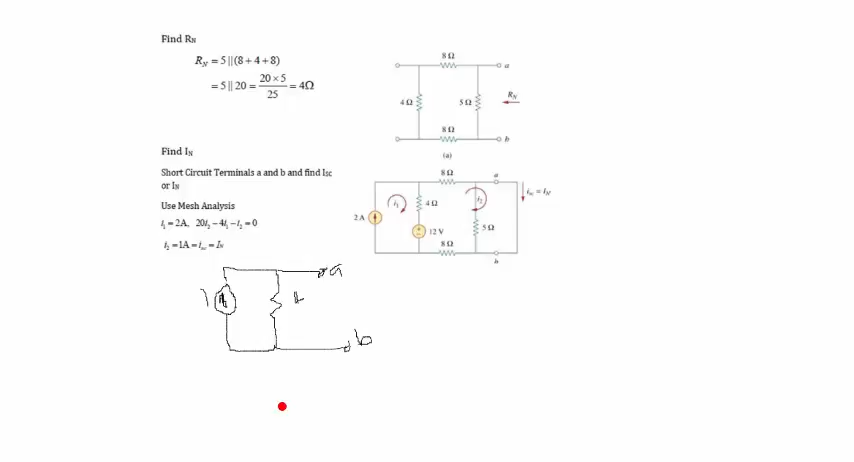 Find RN
RN = 5 || (8 + 4 + 8)
= 5 || 20 = 20 × 5 / 25 = 4Ω
8 Ω
a
4 Ω
5 Ω
RN
8 Ω
b
(a)
Find IN
Short Circuit Terminals a and b and find Isc
or IN
Use Mesh Analysis
i1 = 2A, 20i2 − 4i1 − i2 = 0
i2 = 1A = isc = IN
8 Ω
a
isc = IN
i1
4 Ω
i2
2 A
12 V
5 Ω
8 Ω
b
a
b